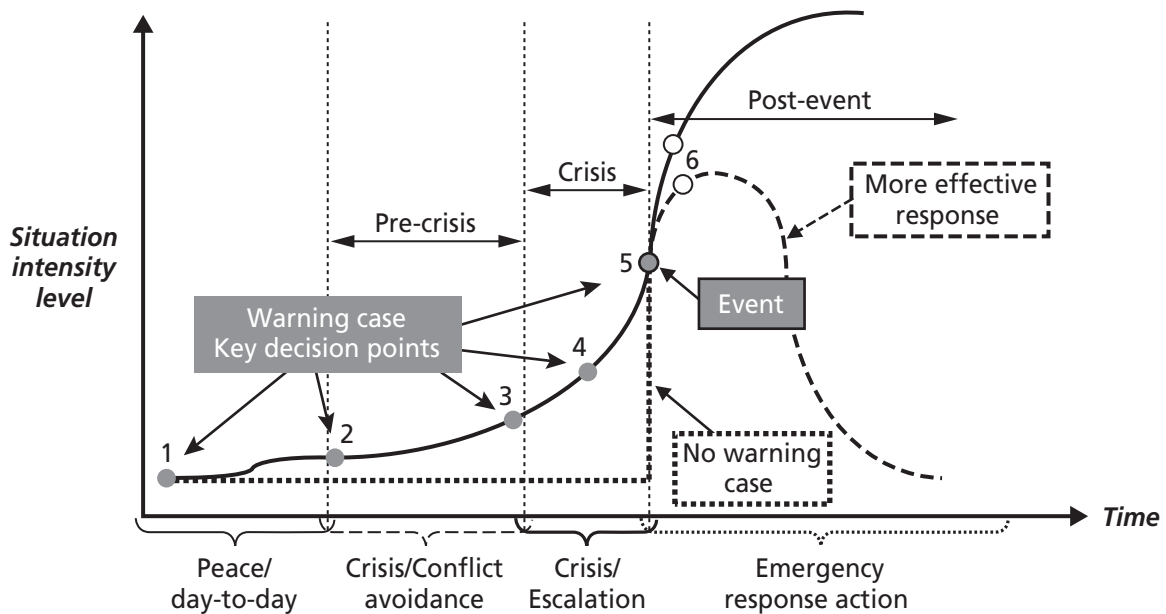 Post-event
6
Crisis
More effective
response
Pre-crisis
Situation
intensity
level
5
Event
Warning case
Key decision points
4
3
1
2
No warning
case
Time
Peace/
day-to-day
Crisis/Conflict
avoidance
Crisis/
Escalation
Emergency
response action